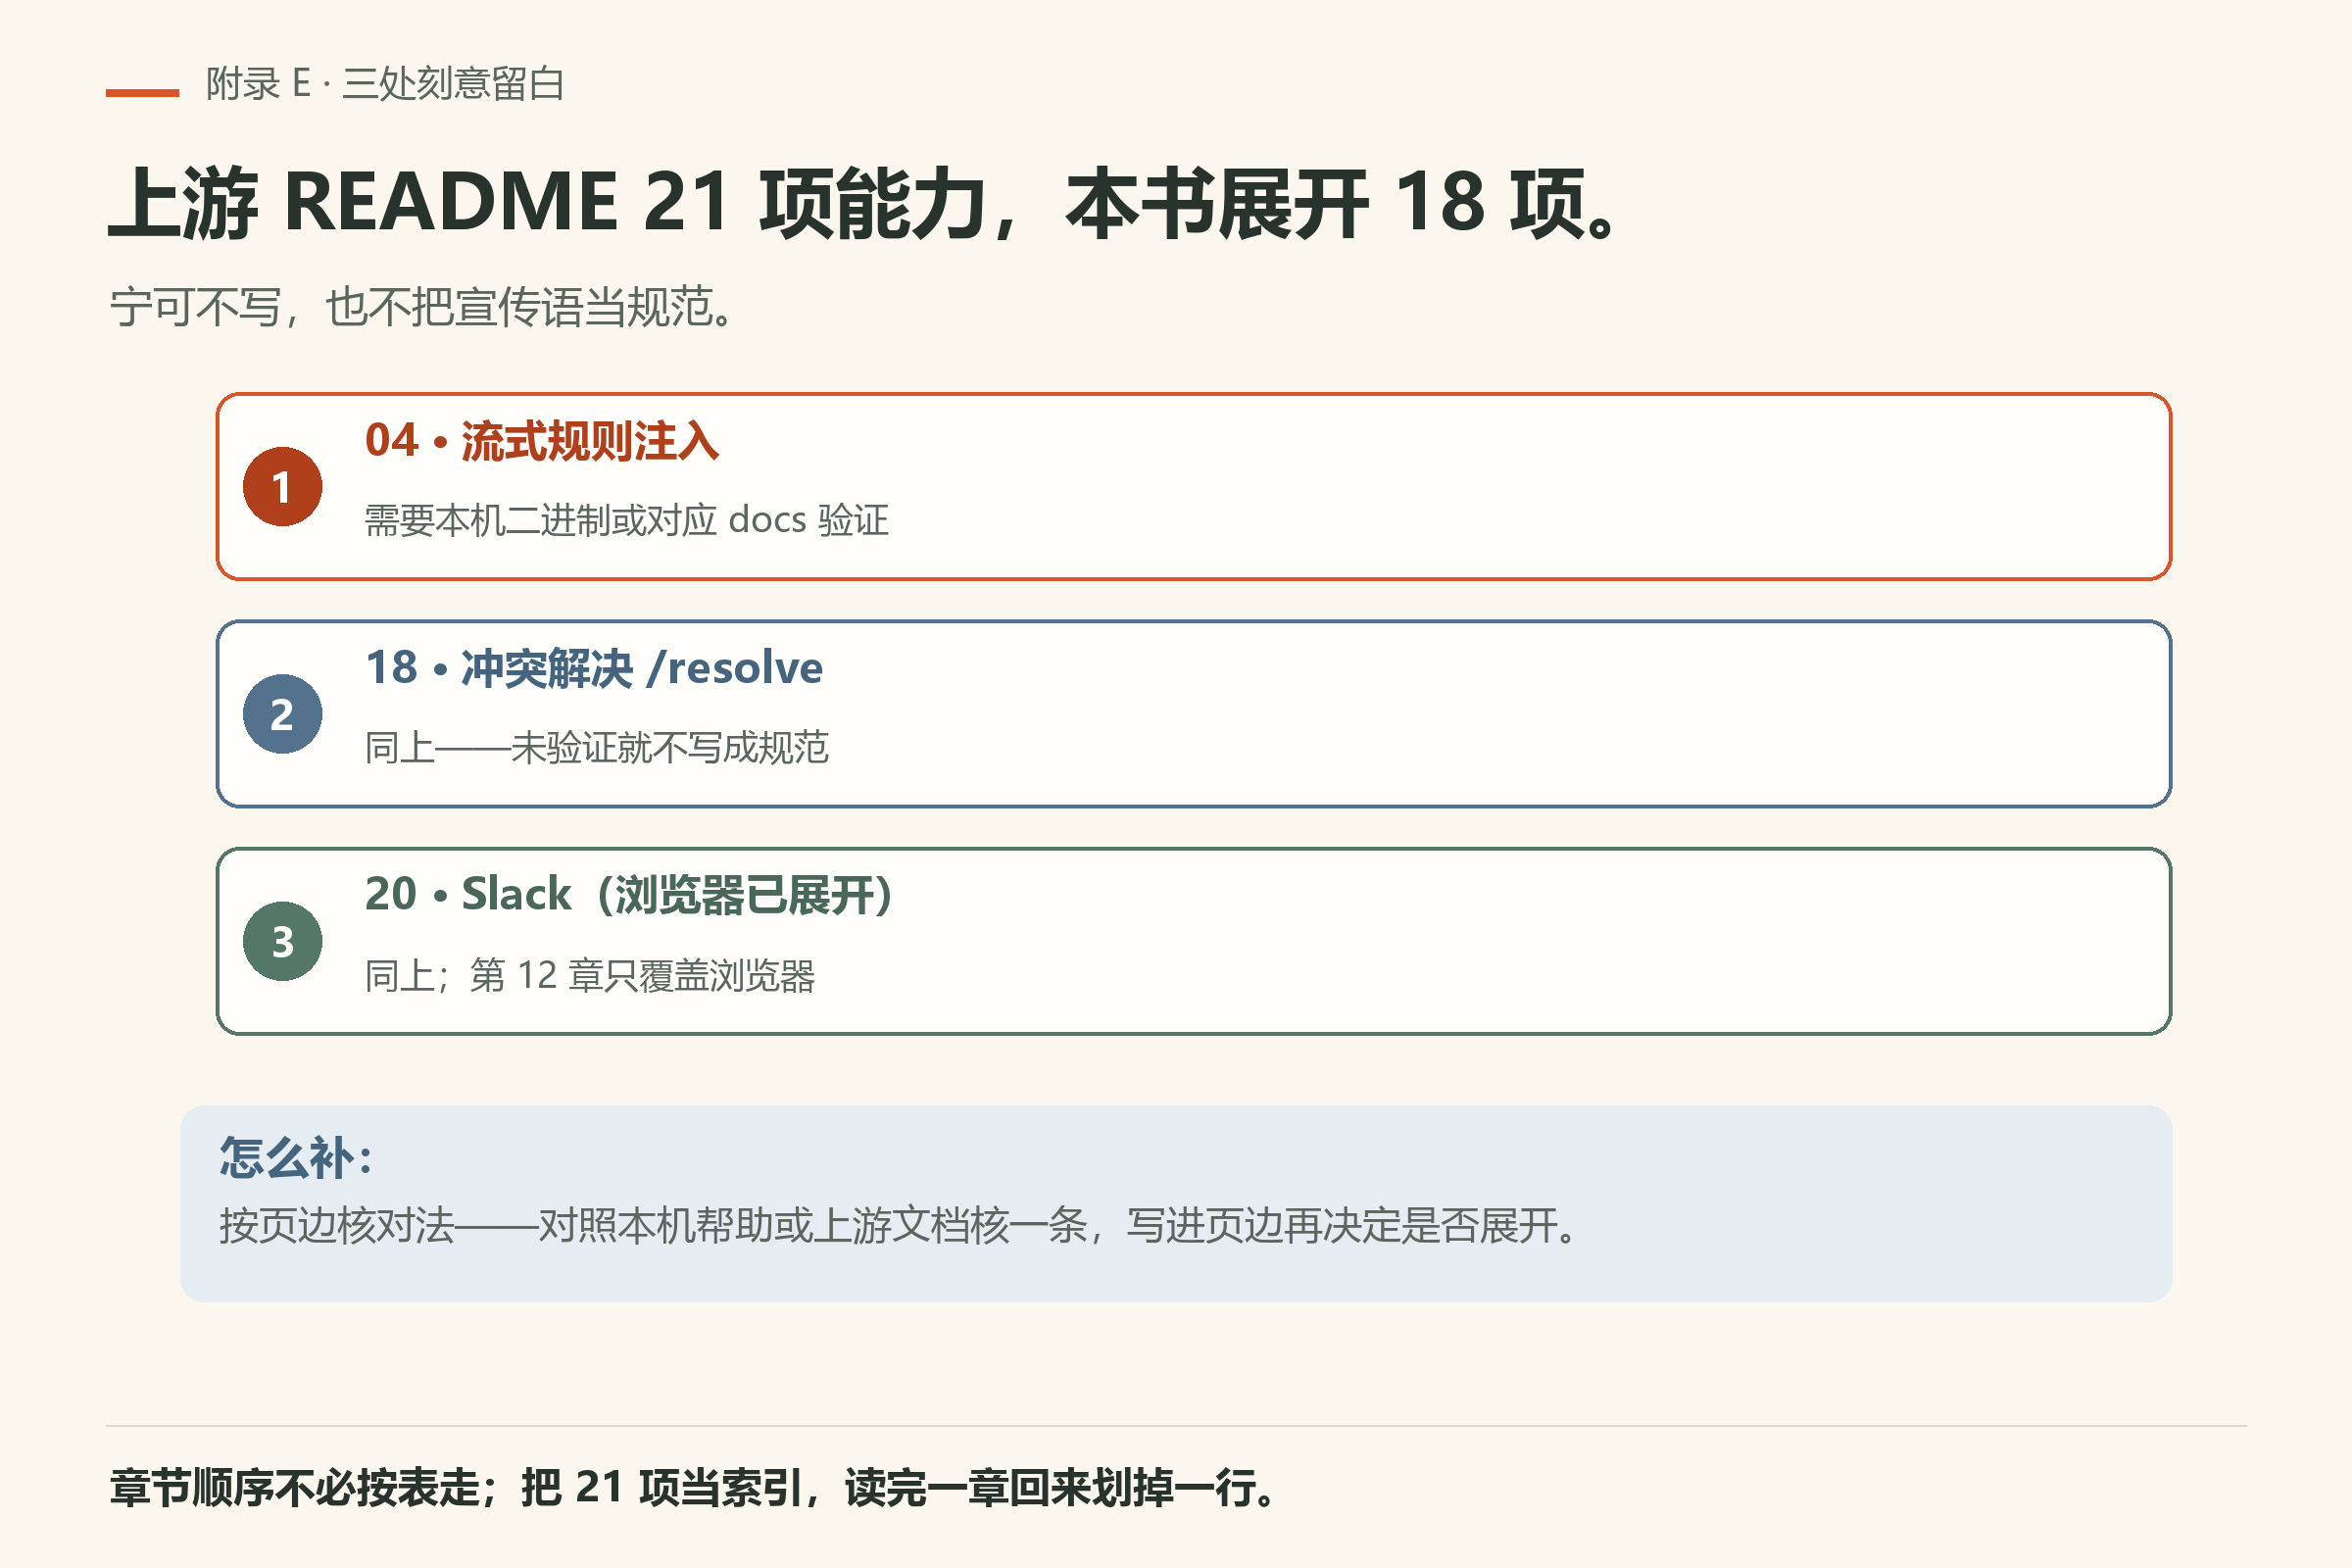 附录 E · 三处刻意留白
上游 README 21 项能力，本书展开 18 项。
宁可不写，也不把宣传语当规范。
04 • 流式规则注入
1
需要本机二进制或对应 docs 验证
18 • 冲突解决 /resolve
2
同上——未验证就不写成规范
20 • Slack（浏览器已展开）
3
同上；第 12 章只覆盖浏览器
怎么补：
按页边核对法——对照本机帮助或上游文档核一条，写进页边再决定是否展开。
章节顺序不必按表走；把 21 项当索引，读完一章回来划掉一行。